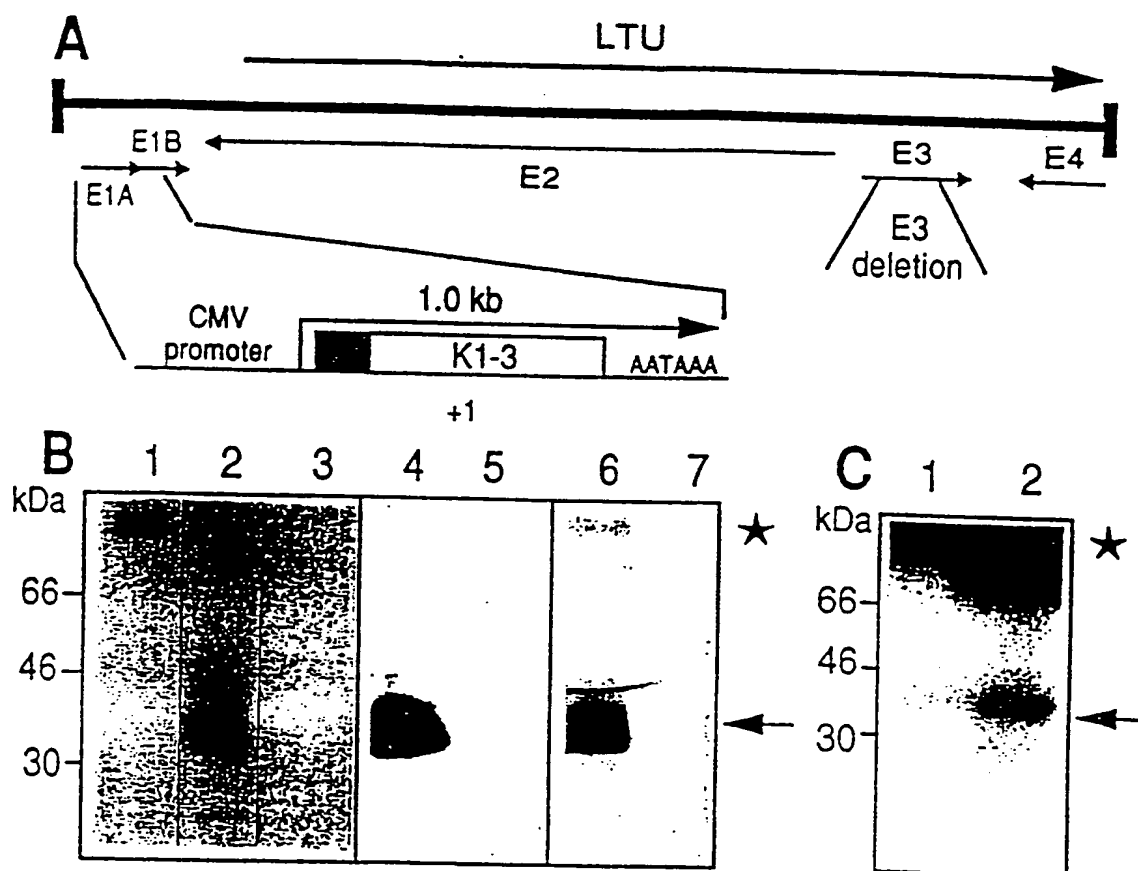 A
LTU
E1B
E1A
E2
E3
E4
E3
deletion
1.0 kb
CMV
promoter
K1-3
AATAAA
+1
B
1 2 3 4 5 6 7
kDa
66
46
30
C
1 2
kDa
66
46
30